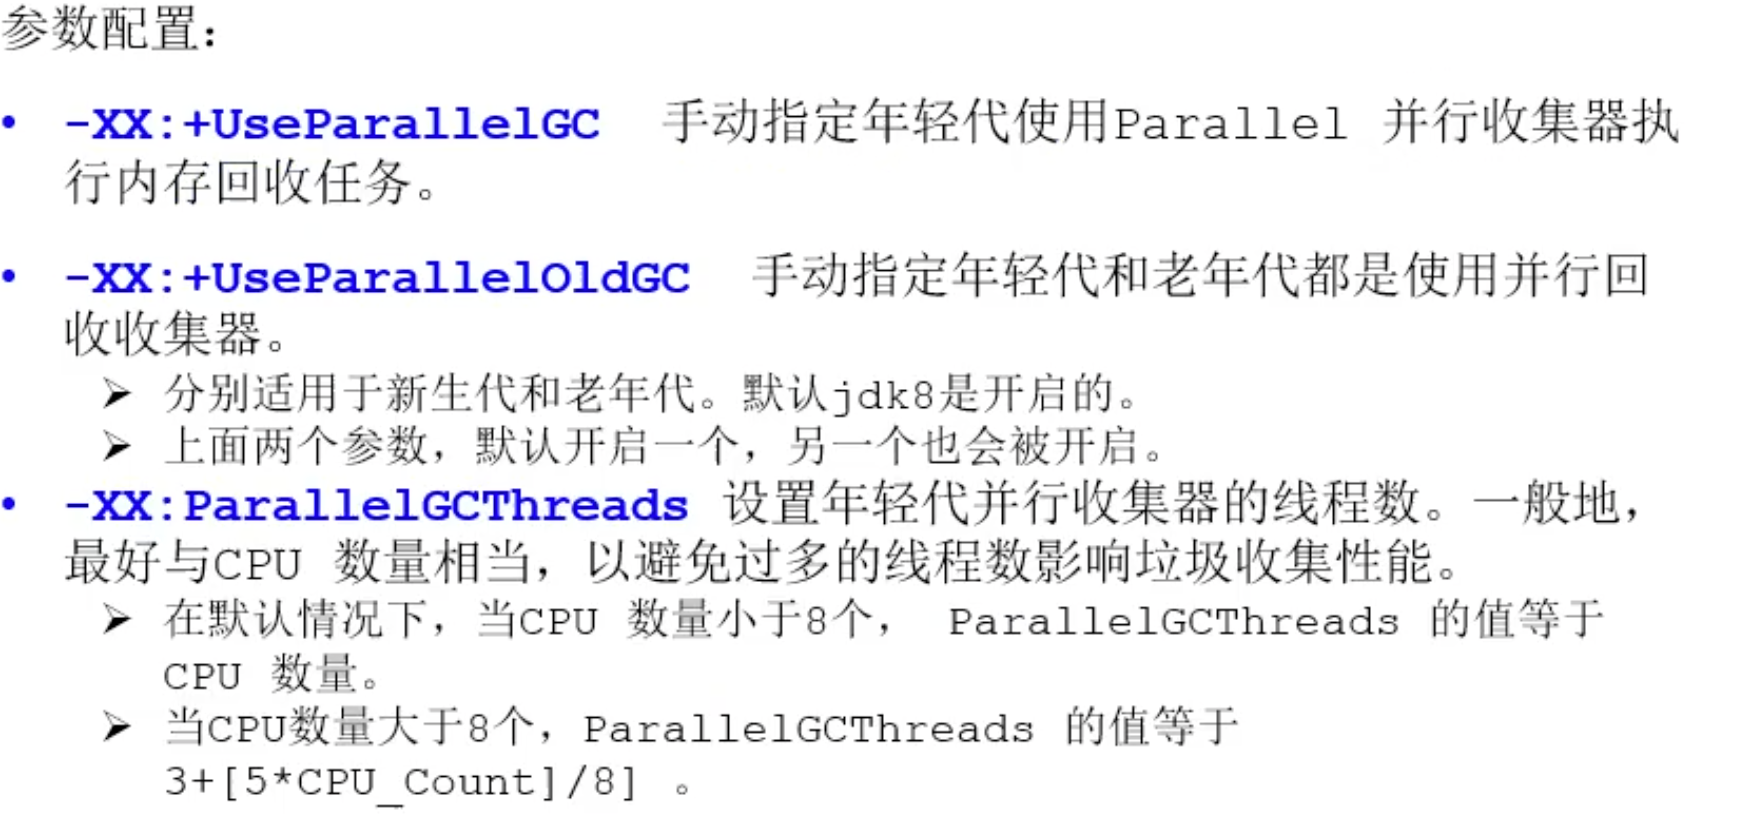 参数配置:
• -XX:+UseParallelGC 手动指定年轻代使用Parallel 并行收集器执
行内存回收任务。
• -XX:+UseParallelOldGC 手动指定年轻代和老年代都是使用并行回
收收集器。
➢ 分别适用于新生代和老年代。默认jdk8是开启的。
➢ 上面两个参数，默认开启一个，另一个也会被开启。
• -XX:ParallelGCThreads 设置年轻代并行收集器的线程数。一般地，
最好与CPU 数量相当，以避免过多的线程数影响垃圾收集性能。
➢ 在默认情况下，当CPU 数量小于8个， ParallelGCThreads 的值等于
CPU 数量。
➢ 当CPU数量大于8个，ParallelGCThreads 的值等于
3+[5*CPU_Count]/8] 。